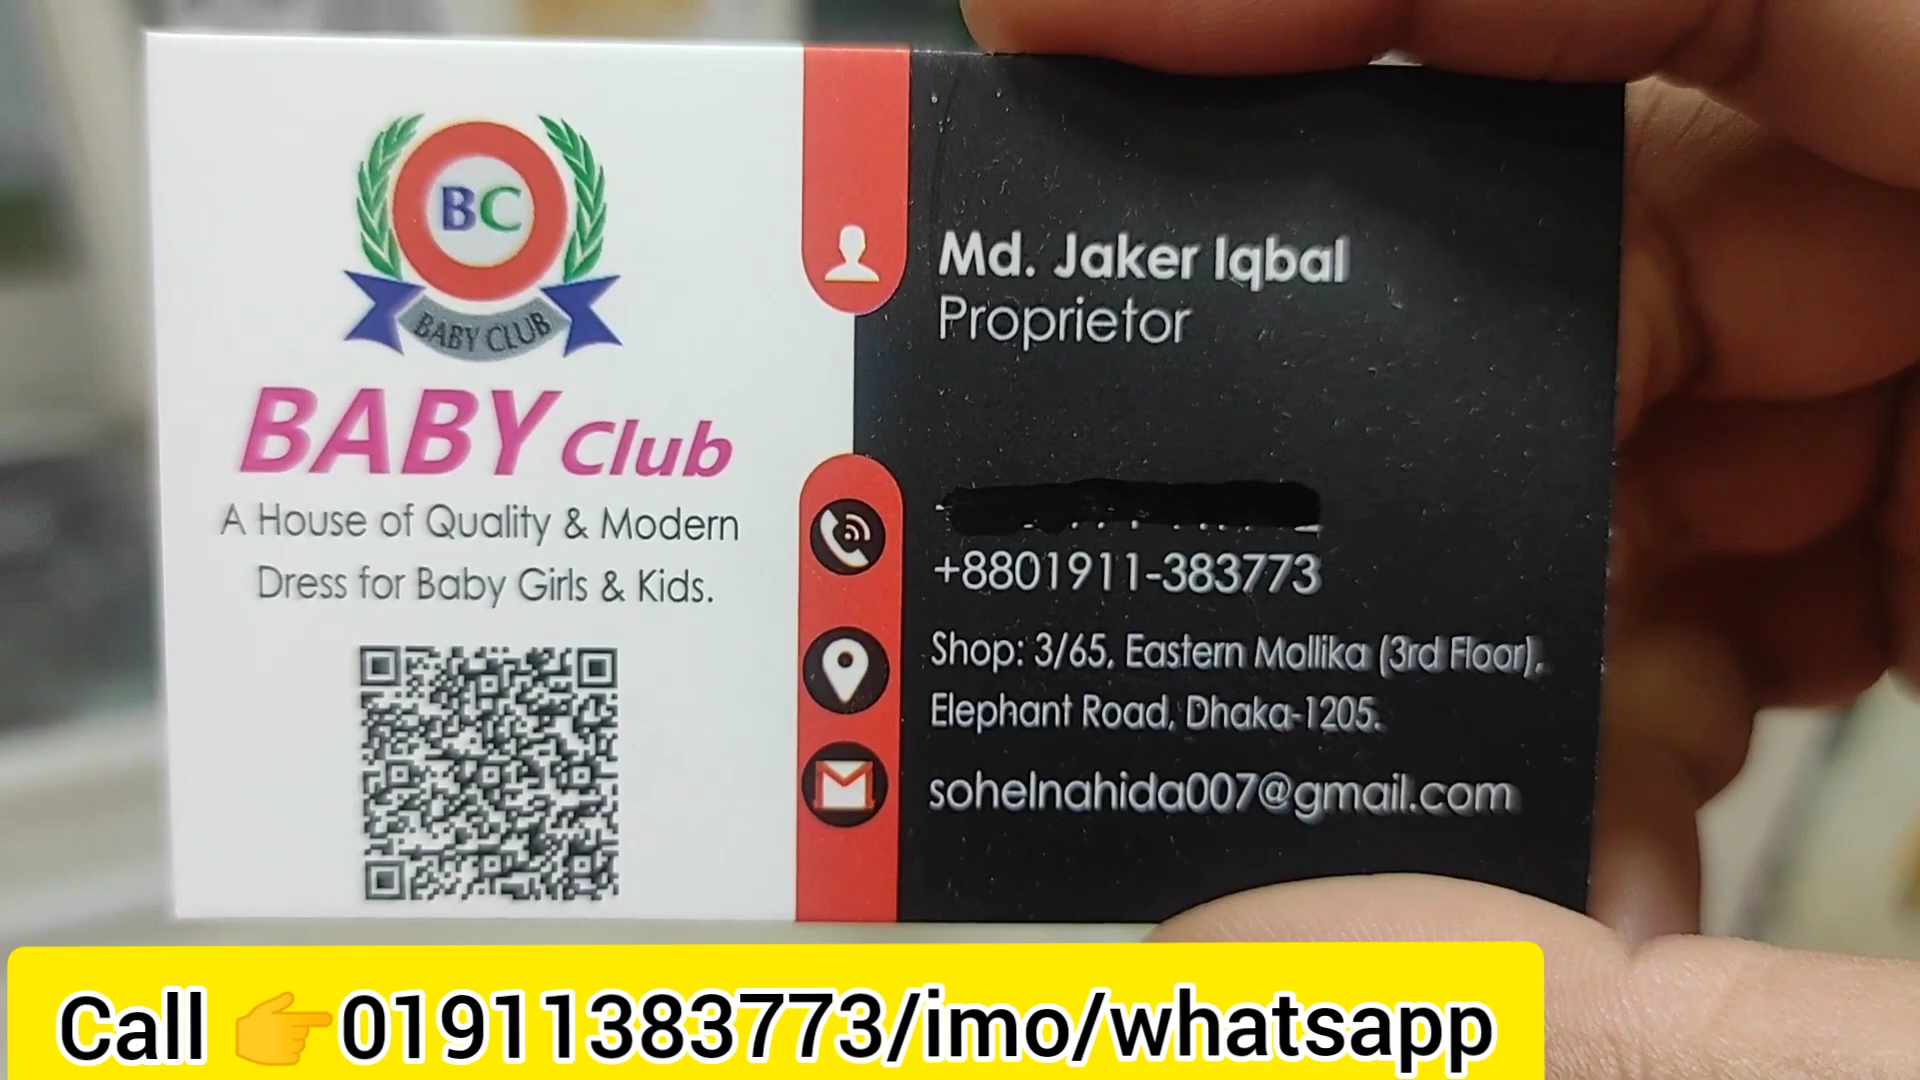 BC
BABY CLUB
BABY Club
A House of Quality & Modern
Dress for Baby Girls & Kids.
Md. Jaker Iqbal
Proprietor
+8801911-383773
Shop: 3/65, Eastern Mollika (3rd Floor),
Elephant Road, Dhaka-1205.
sohelnahida007@gmail.com
Call 👉01911383773/imo/whatsapp